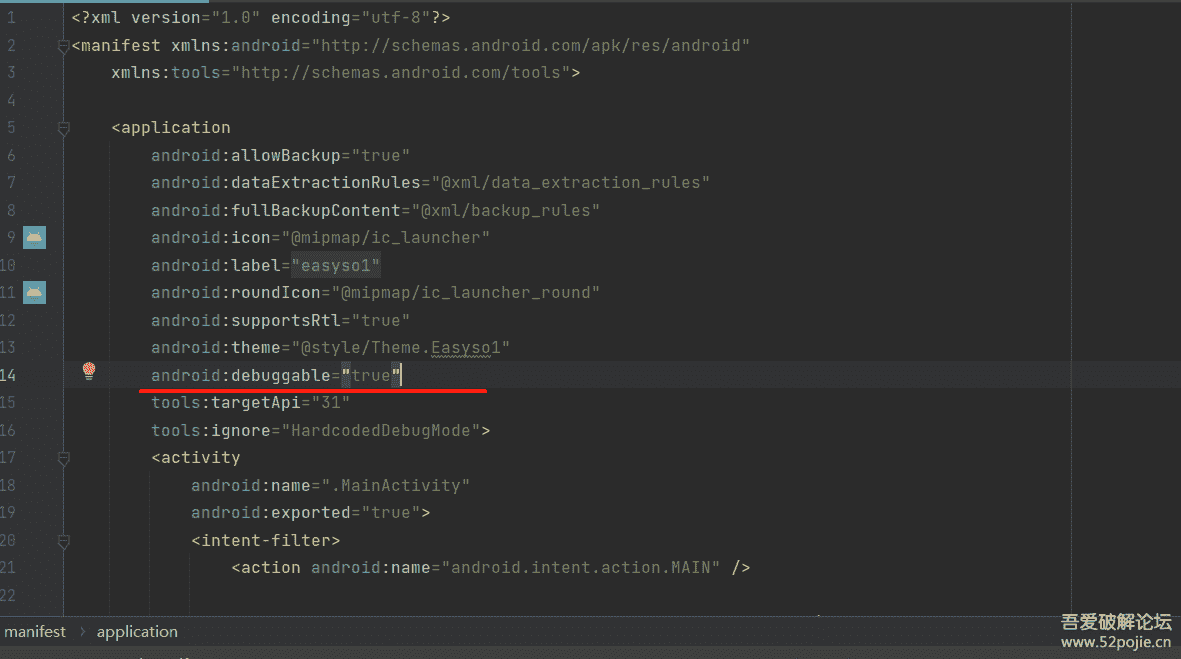 1 <?xml version="1.0" encoding="utf-8"?>
2 <manifest xmlns:android="http://schemas.android.com/apk/res/android"
3 xmlns:tools="http://schemas.android.com/tools">
4
5 <application
6 android:allowBackup="true"
7 android:dataExtractionRules="@xml/data_extraction_rules"
8 android:fullBackupContent="@xml/backup_rules"
9 android:icon="@mipmap/ic_launcher"
10 android:label="easyso1"
11 android:roundIcon="@mipmap/ic_launcher_round"
12 android:supportsRtl="true"
13 android:theme="@style/Theme.Easyso1"
14 android:debuggable="true"
15 tools:targetApi="31"
16 tools:ignore="HardcodedDebugMode">
17 <activity
18 android:name=".MainActivity"
19 android:exported="true">
20 <intent-filter>
21 <action android:name="android.intent.action.MAIN" />
22
manifest > application
吾爱破解论坛
www.52pojie.cn